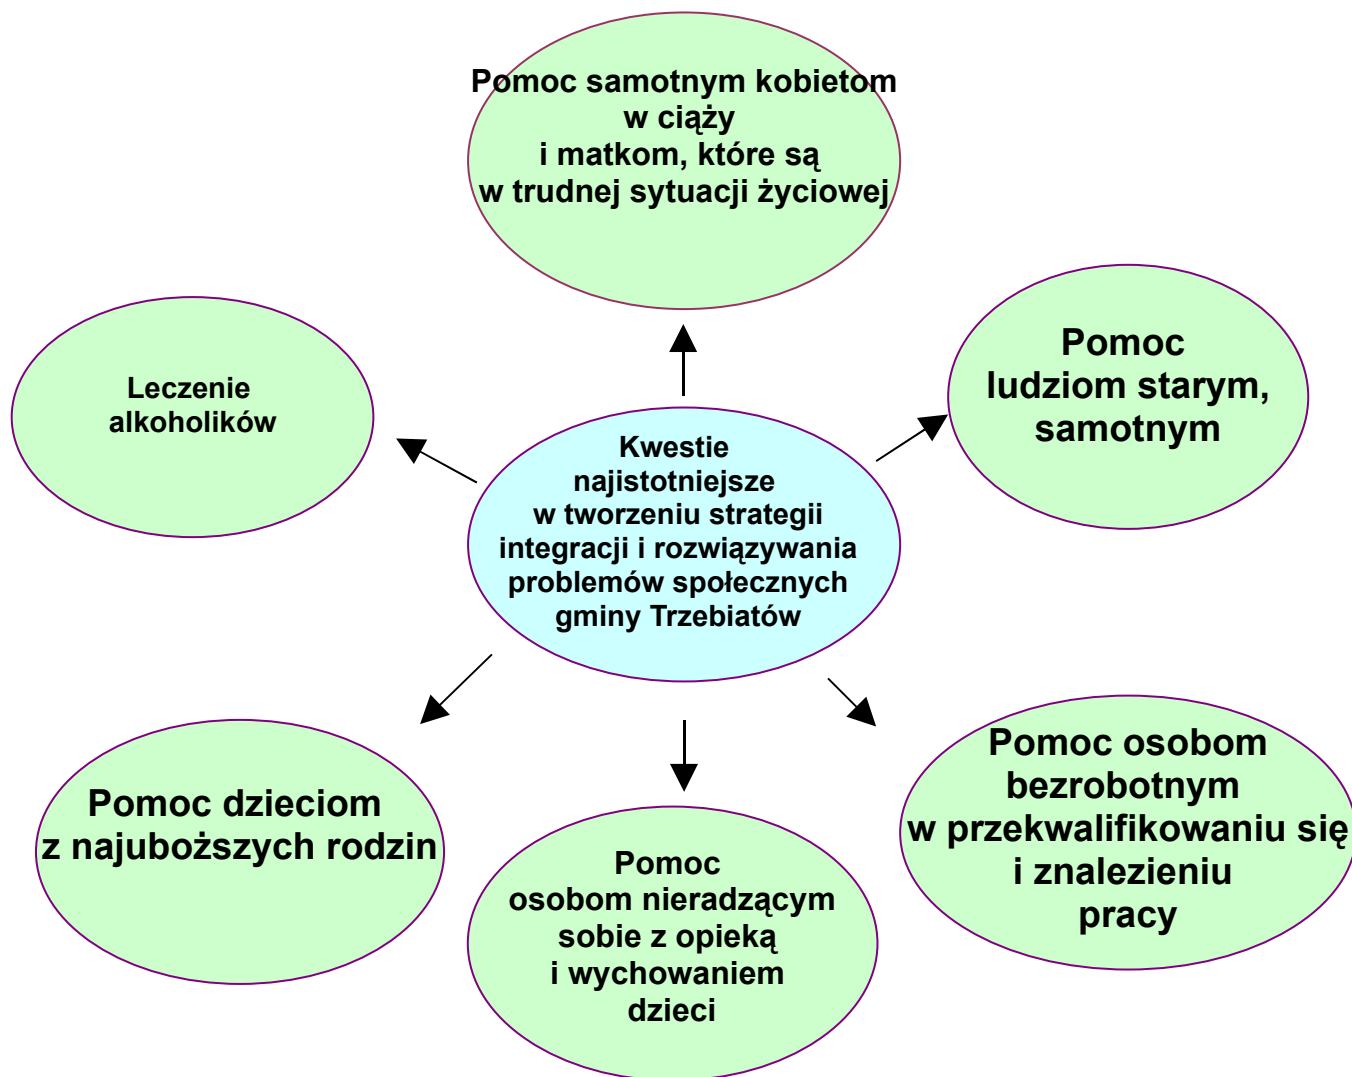 Pomoc samotnym kobietom
w ciąży
i matkom, które są
w trudnej sytuacji życiowej
Leczenie
alkoholików
Pomoc
ludziom starym,
samotnym
Kwestie
najistotniejsze
w tworzeniu strategii
integracji i rozwiązywania
problemów społecznych
gminy Trzebiatów
Pomoc dzieciom
z najuboższych rodzin
Pomoc
osobom nieradzącym
sobie z opieką
i wychowaniem
dzieci
Pomoc osobom
bezrobotnym
w przekwalifikowaniu się
i znalezieniu
pracy